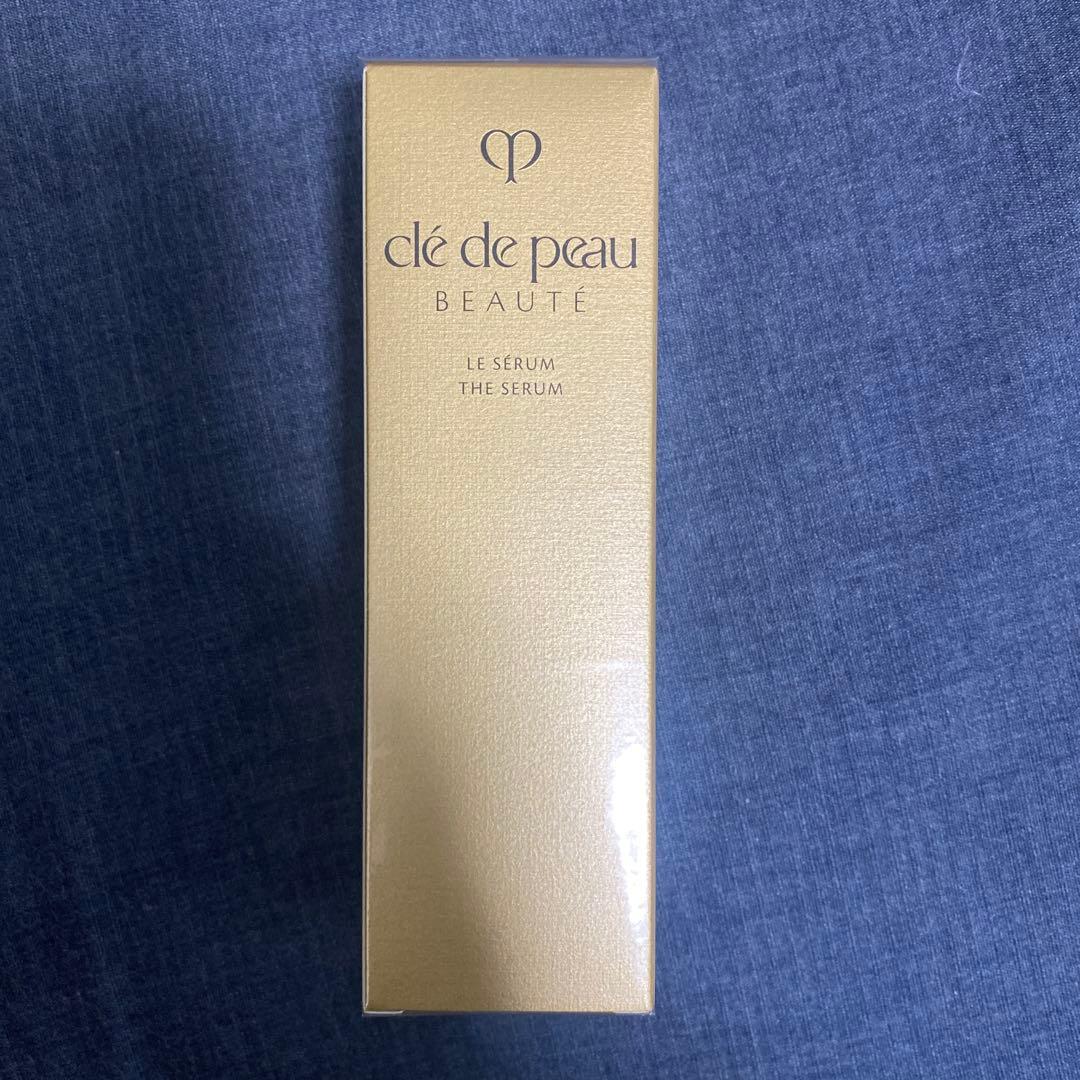 clé de peau
BEAUTÉ
LE SÉRUM
THE SERUM